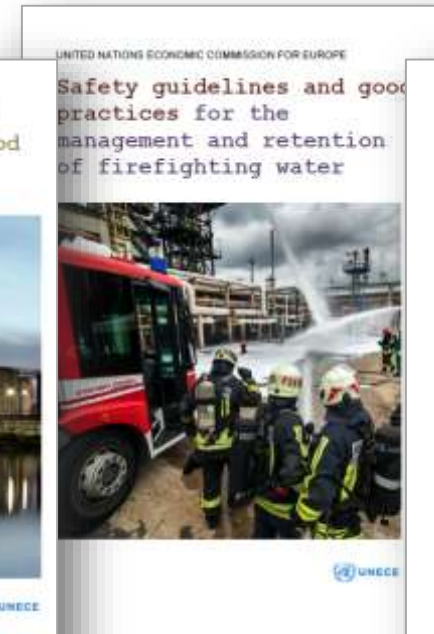 UNITED NATIONS ECONOMIC COMMISSION FOR EUROPE
Safety guidelines and good
practices for the
management and retention
of firefighting water
UNECE
UNECE